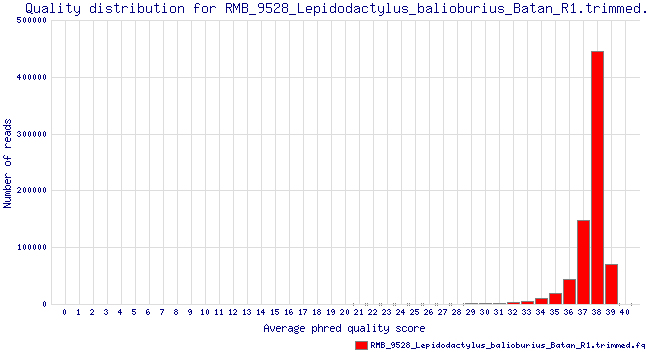 Quality distribution for RMB_9528_Lepidodactylus_balioburius_Batan_R1.trimmed.
500000
400000
300000
200000
100000
0
Number of reads
0 1 2 3 4 5 6 7 8 9 10 11 12 13 14 15 16 17 18 19 20 21 22 23 24 25 26 27 28 29 30 31 32 33 34 35 36 37 38 39 40
Average phred quality score
RMB_9528_Lepidodactylus_balioburius_Batan_R1.trimmed.fq